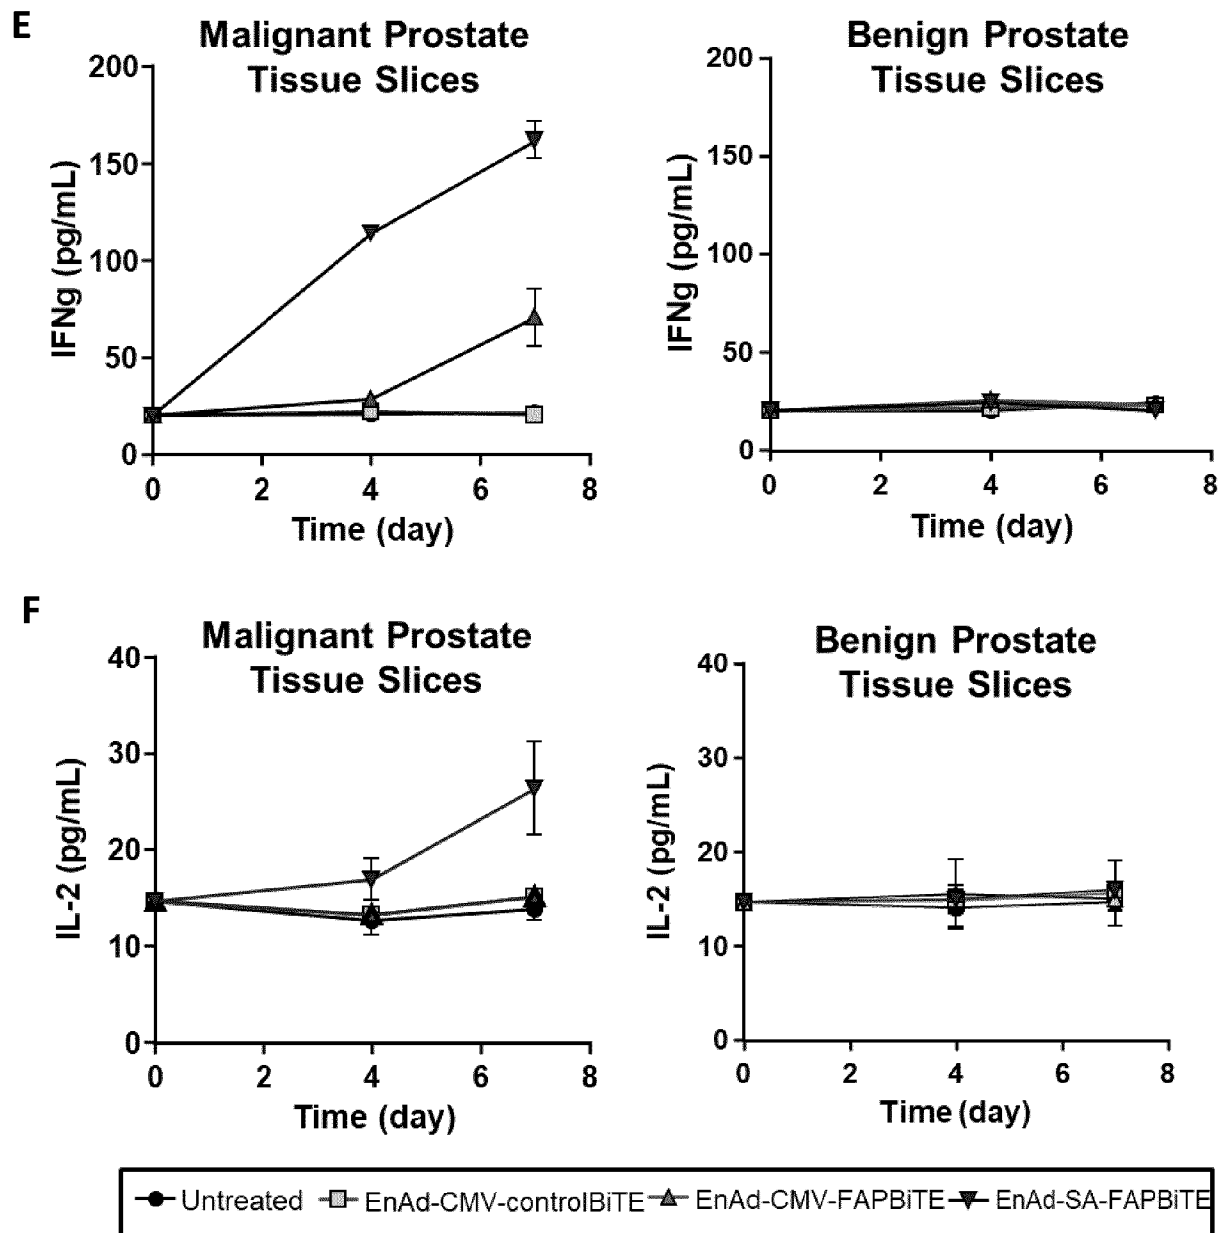 E
Malignant Prostate
Tissue Slices
IFNg (pg/mL)
200
150
100
50
0
0 2 4 6 8
Time (day)
Benign Prostate
Tissue Slices
IFNg (pg/mL)
200
150
100
50
0
0 2 4 6 8
Time (day)
F
Malignant Prostate
Tissue Slices
IL-2 (pg/mL)
40
30
20
10
0
0 2 4 6 8
Time (day)
Benign Prostate
Tissue Slices
IL-2 (pg/mL)
40
30
20
10
0
0 2 4 6 8
Time (day)
Untreated EnAd-CMV-controlBiTE EnAd-CMV-FAPBiTE EnAd-SA-FAPBiTE